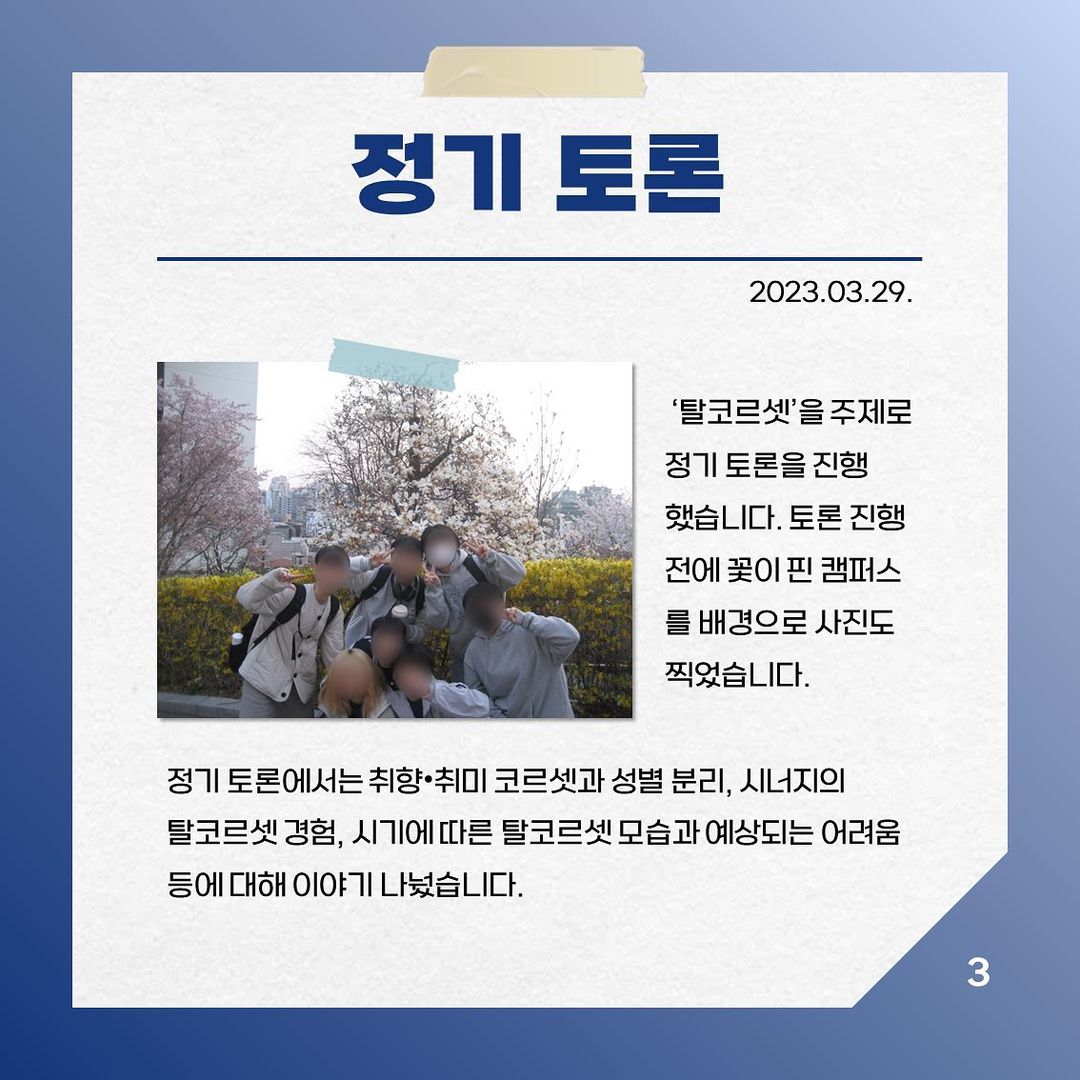 정기 토론
2023.03.29.
‘탈코르셋’을 주제로
정기 토론을 진행
했습니다. 토론 진행
전에 꽃이 핀 캠퍼스
를 배경으로 사진도
찍었습니다.
정기 토론에서는 취향•취미 코르셋과 성별 분리, 시너지의
탈코르셋 경험, 시기에 따른 탈코르셋 모습과 예상되는 어려움
등에 대해 이야기 나눴습니다.
3